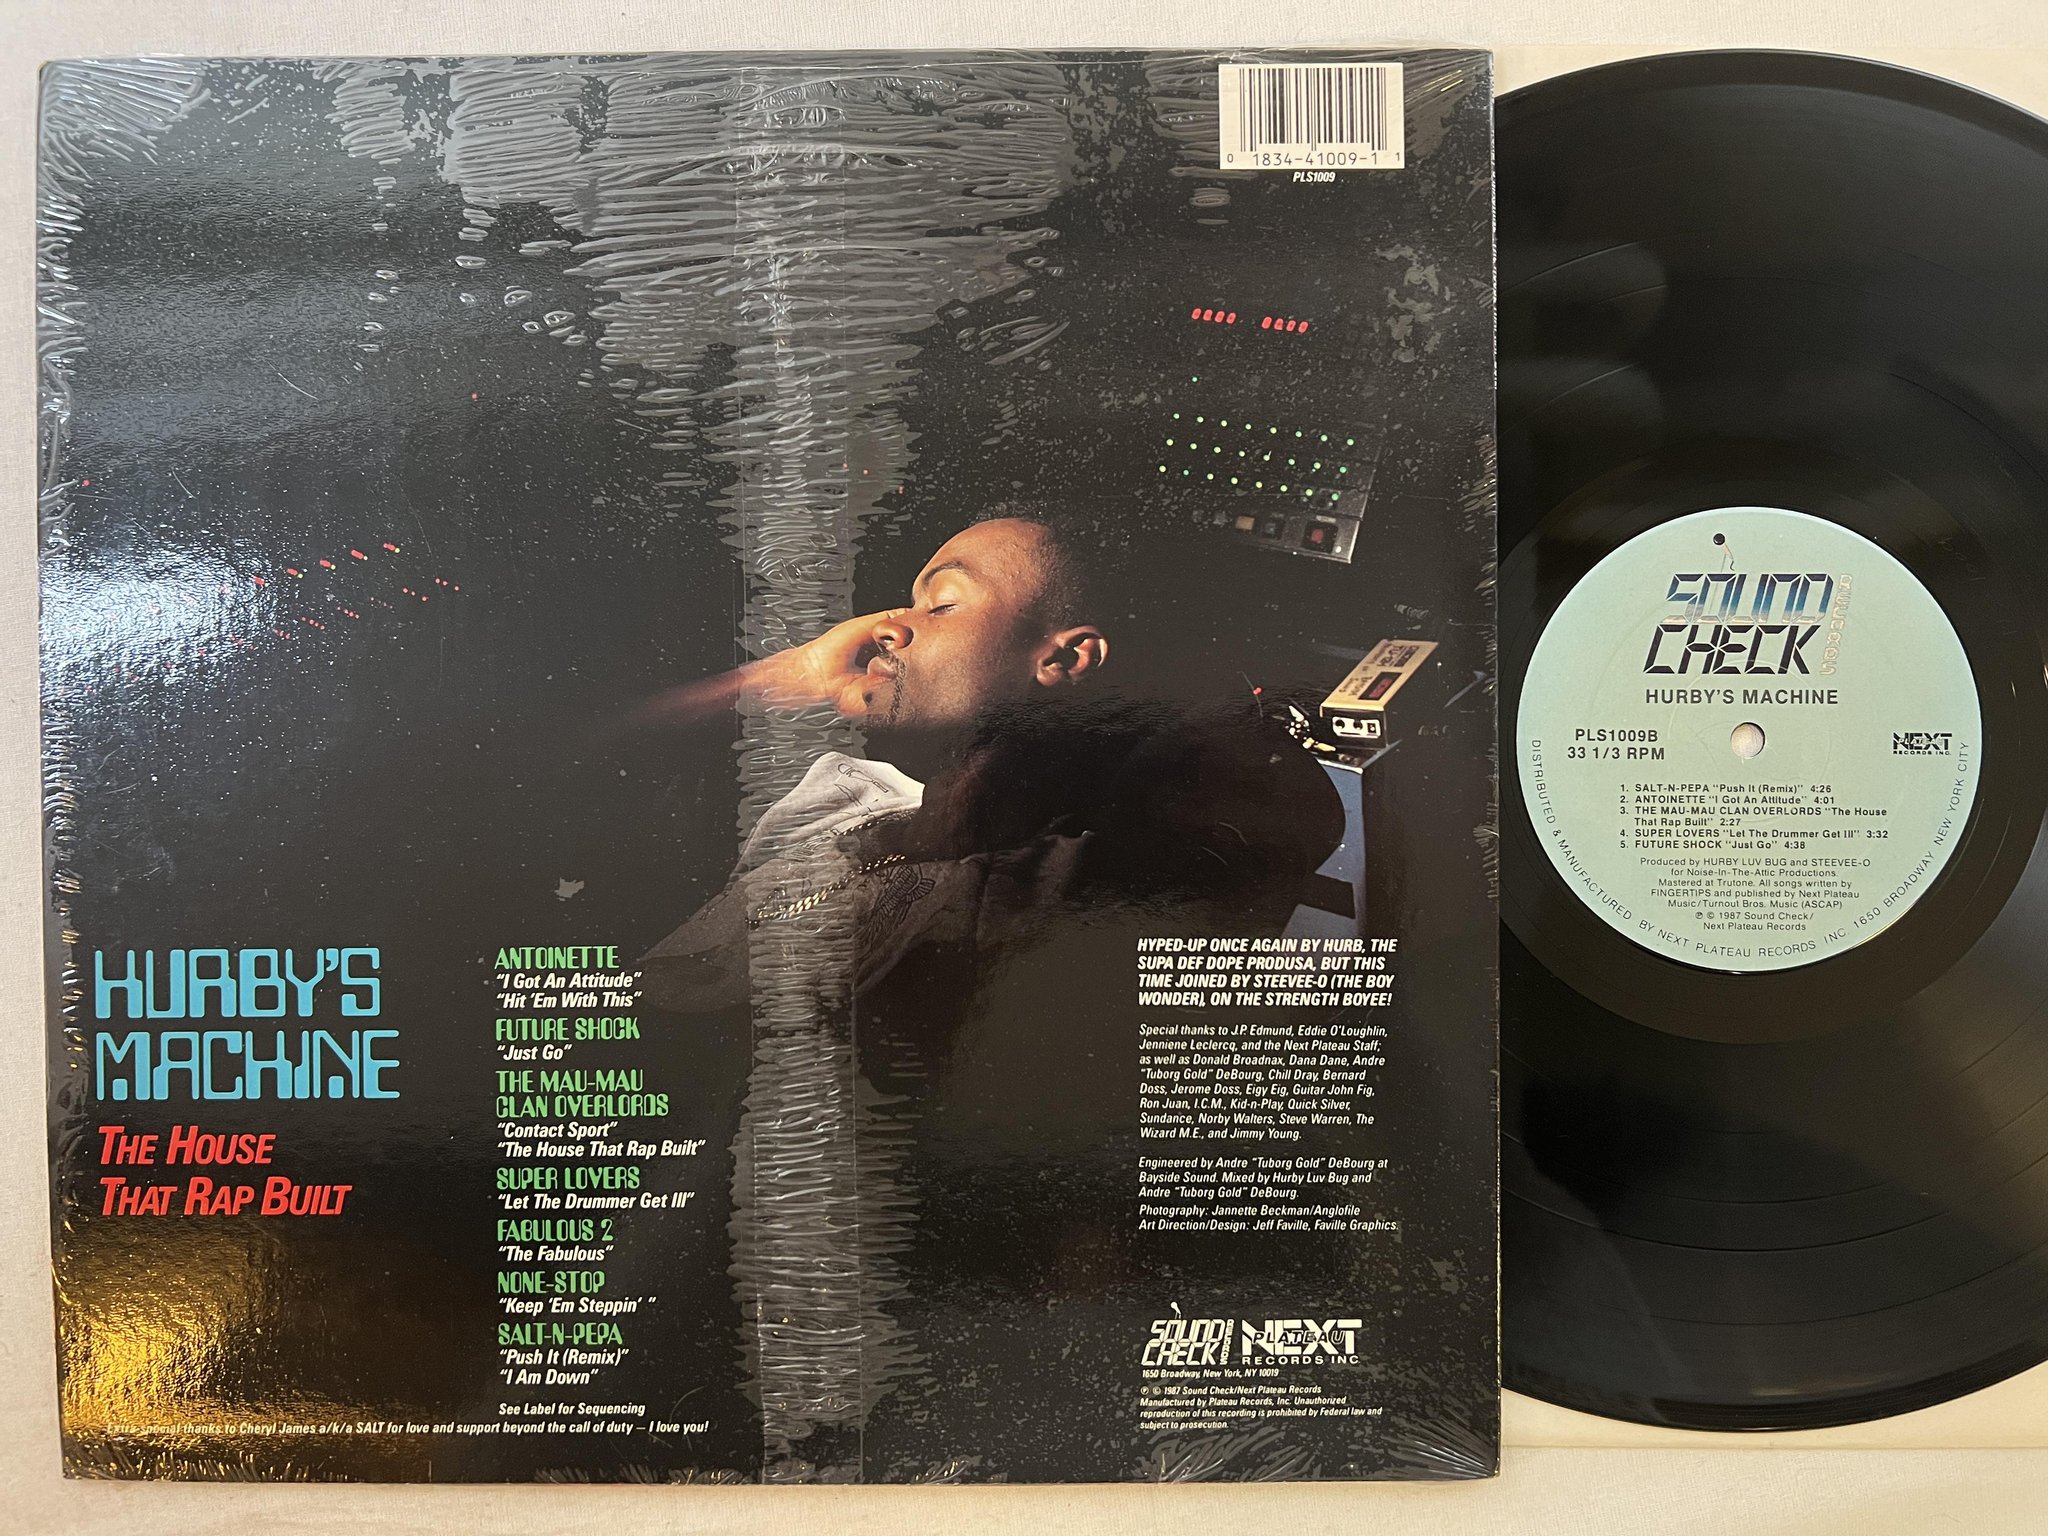 0 1834-41009-1 1
PLS1009
HURBY'S
MACHINE
THE HOUSE
THAT RAP BUILT
ANTOINETTE
"I Got An Attitude"
"Hit 'Em With This"
FUTURE SHOCK
"Just Go"
THE MAU-MAU
CLAN OVERLORDS
"Contact Sport"
"The House That Rap Built"
SUPER LOVERS
"Let The Drummer Get Ill"
FABULOUS 2
"The Fabulous"
NONE-STOP
"Keep 'Em Steppin' "
SALT-N-PEPA
"Push It (Remix)"
"I Am Down"
See Label for Sequencing
Extra-special thanks to Cheryl James a/k/a SALT for love and support beyond the call of duty — I love you!
HYPED-UP ONCE AGAIN BY HURB, THE
SUPA DEF DOPE PRODUSA, BUT THIS
TIME JOINED BY STEEVEE-O (THE BOY
WONDER), ON THE STRENGTH BOYEE!
Special thanks to J.P. Edmund, Eddie O'Loughlin,
Jenniene Leclercq, and the Next Plateau Staff;
as well as Donald Broadnax, Dana Dane, Andre
"Tuborg Gold" DeBourg, Chill Dray, Bernard
Doss, Jerome Doss, Eigy Eig, Guitar John Fig,
Ron Juan, I.C.M., Kid-n-Play, Quick Silver,
Sundance, Norby Walters, Steve Warren, The
Wizard M.E., and Jimmy Young.
Engineered by Andre "Tuborg Gold" DeBourg at
Bayside Sound. Mixed by Hurby Luv Bug and
Andre "Tuborg Gold" DeBourg.
Photography: Jannette Beckman/Anglofile
Art Direction/Design: Jeff Faville, Faville Graphics.
SOUND
CHECK
RECORDS
NEXT
PLATEAU
RECORDS INC.
1650 Broadway, New York, NY 10019
℗ © 1987 Sound Check/Next Plateau Records
Manufactured by Plateau Records, Inc. Unauthorized
reproduction of this recording is prohibited by Federal law and
subject to prosecution.
SOUND
CHECK
RECORDS
HURBY'S MACHINE
PLS1009B
33 1/3 RPM
NEXT
PLATEAU
RECORDS INC.
1. SALT-N-PEPA "Push It (Remix)" 4:26
2. ANTOINETTE "I Got An Attitude" 4:01
3. THE MAU-MAU CLAN OVERLORDS "The House
That Rap Built" 2:27
4. SUPER LOVERS "Let The Drummer Get Ill" 3:32
5. FUTURE SHOCK "Just Go" 4:38
Produced by HURBY LUV BUG and STEEVEE-O
for Noise-In-The-Attic Productions.
Mastered at Trutone. All songs written by
FINGERTIPS and published by Next Plateau
Music/Turnout Bros. Music (ASCAP)
℗ © 1987 Sound Check/
Next Plateau Records
DISTRIBUTED & MANUFACTURED BY NEXT PLATEAU RECORDS INC. 1650 BROADWAY NEW YORK CITY